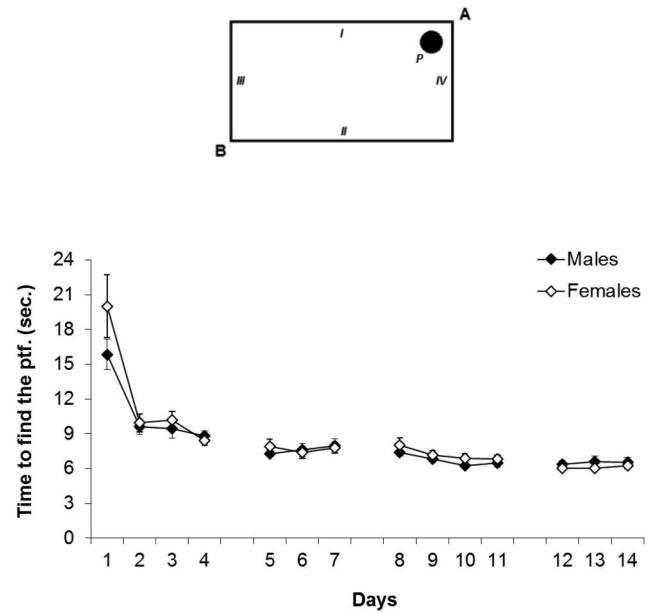 A
I
P
III
IV
II
B
24
21
18
15
12
9
6
3
0
Time to find the ptf. (sec.)
Males
Females
1 2 3 4 5 6 7 8 9 10 11 12 13 14
Days